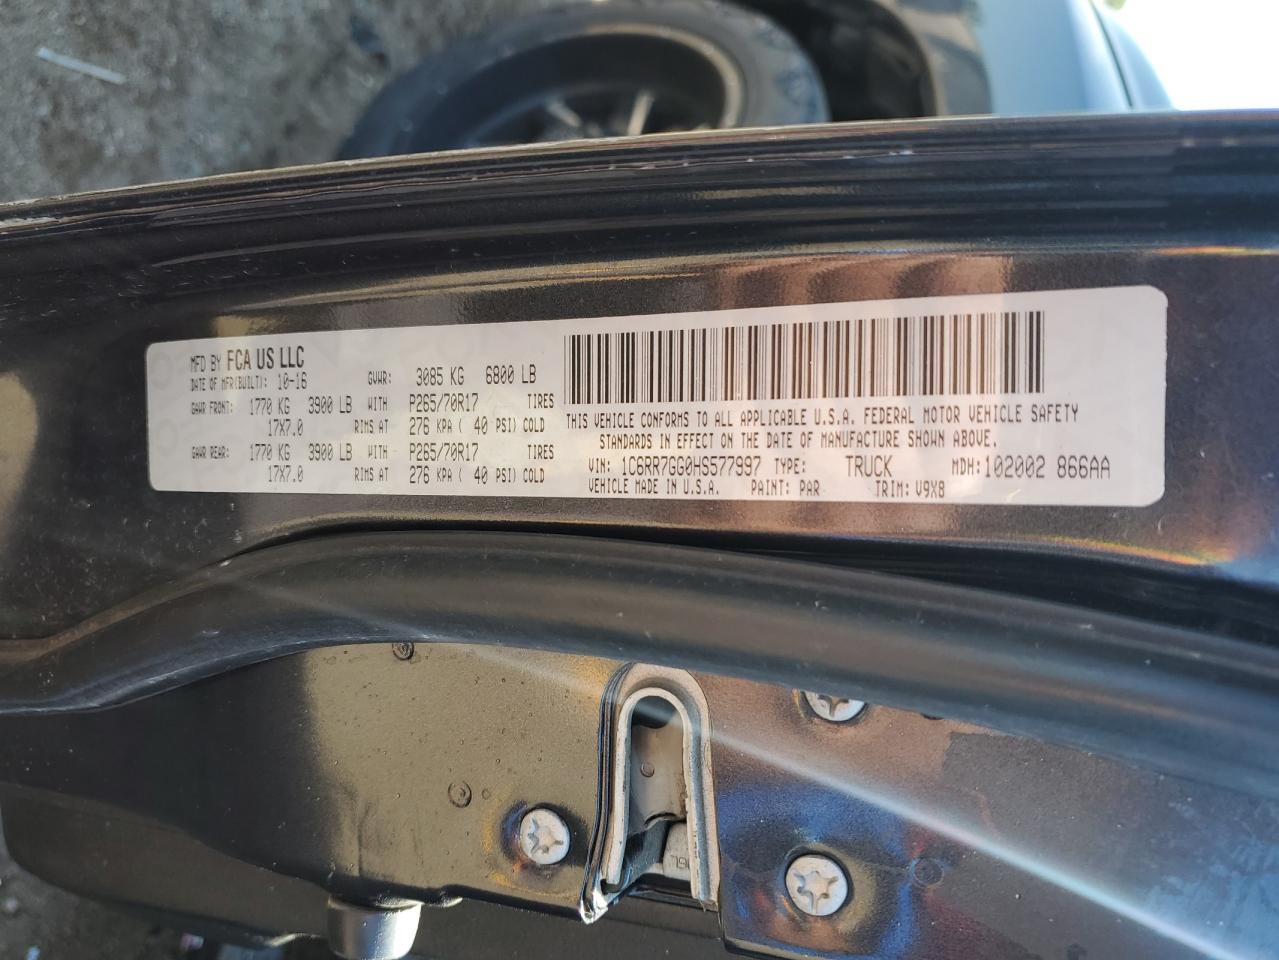 MFD BY FCA US LLC
DATE OF MFR(BUILT): 10-16 GVWR: 3085 KG 6800 LB
GAWR FRONT: 1770 KG 3900 LB WITH P265/70R17 TIRES
17X7.0 RIMS AT 276 KPA ( 40 PSI) COLD
GAWR REAR: 1770 KG 3900 LB WITH P265/70R17 TIRES
17X7.0 RIMS AT 276 KPA ( 40 PSI) COLD
THIS VEHICLE CONFORMS TO ALL APPLICABLE U.S.A. FEDERAL MOTOR VEHICLE SAFETY
STANDARDS IN EFFECT ON THE DATE OF MANUFACTURE SHOWN ABOVE.
VIN: 1C6RR7GG0HS577997 TYPE: TRUCK MDH:102002 866AA
VEHICLE MADE IN U.S.A. PAINT: PAR TRIM: V9X8